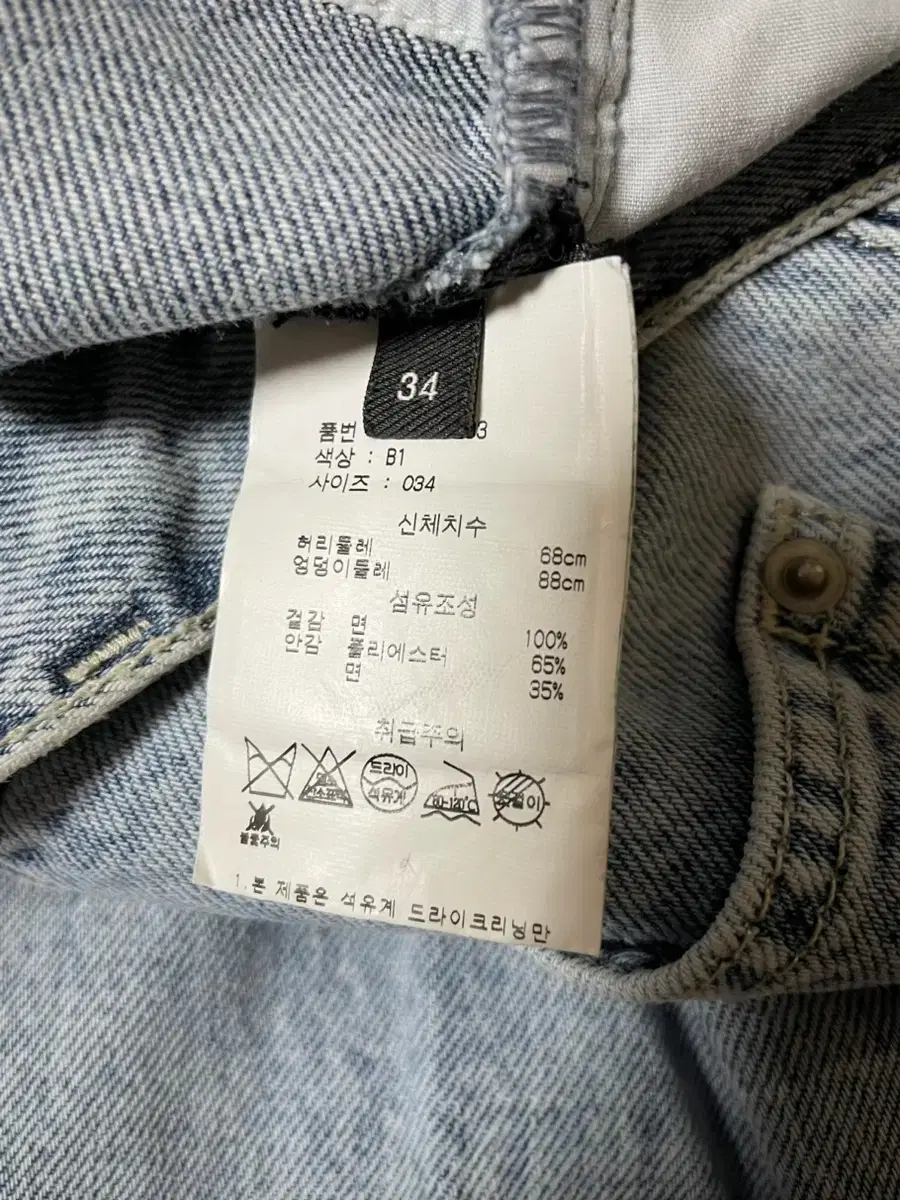 34
품번 3
색상 : B1
사이즈 : 034
신체치수
허리둘레 68cm
엉덩이둘레 88cm
섬유조성
겉감 면 100%
안감 폴리에스터 65%
면 35%
취급주의
드라이
석유계
80-120°C
1.본 제품은 석유계 드라이크리닝만